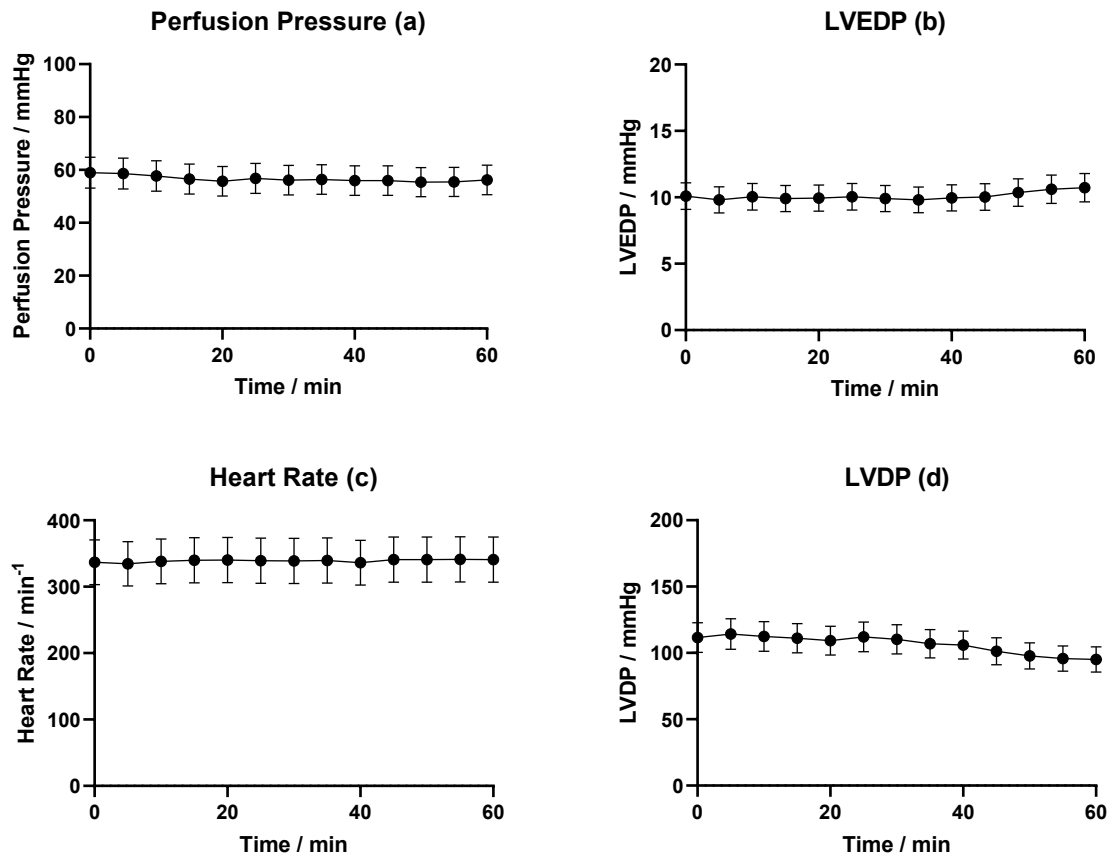 Perfusion Pressure (a)
Perfusion Pressure / mmHg
100
80
60
40
20
0
0 20 40 60
Time / min
LVEDP (b)
LVEDP / mmHg
20
15
10
5
0
0 20 40 60
Time / min
Heart Rate (c)
Heart Rate / min⁻¹
400
300
200
100
0
0 20 40 60
Time / min
LVDP (d)
LVDP / mmHg
200
150
100
50
0
0 20 40 60
Time / min